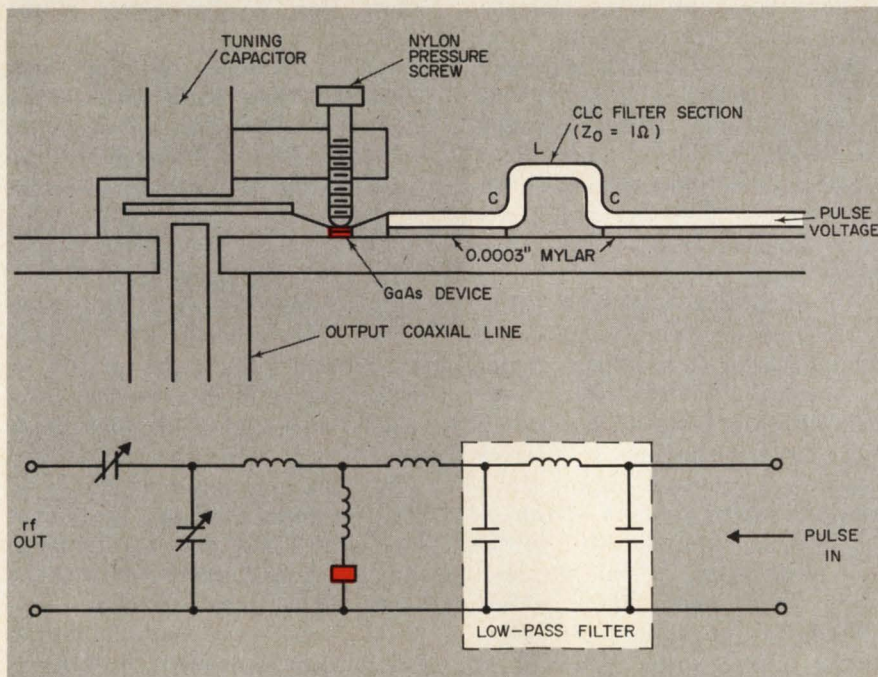 TUNING
CAPACITOR
NYLON
PRESSURE
SCREW
CLC FILTER SECTION
(Z₀ = 1Ω)
L
C
C
PULSE
VOLTAGE
0.0003" MYLAR
GaAs DEVICE
OUTPUT COAXIAL LINE
rf
OUT
PULSE
IN
LOW-PASS FILTER